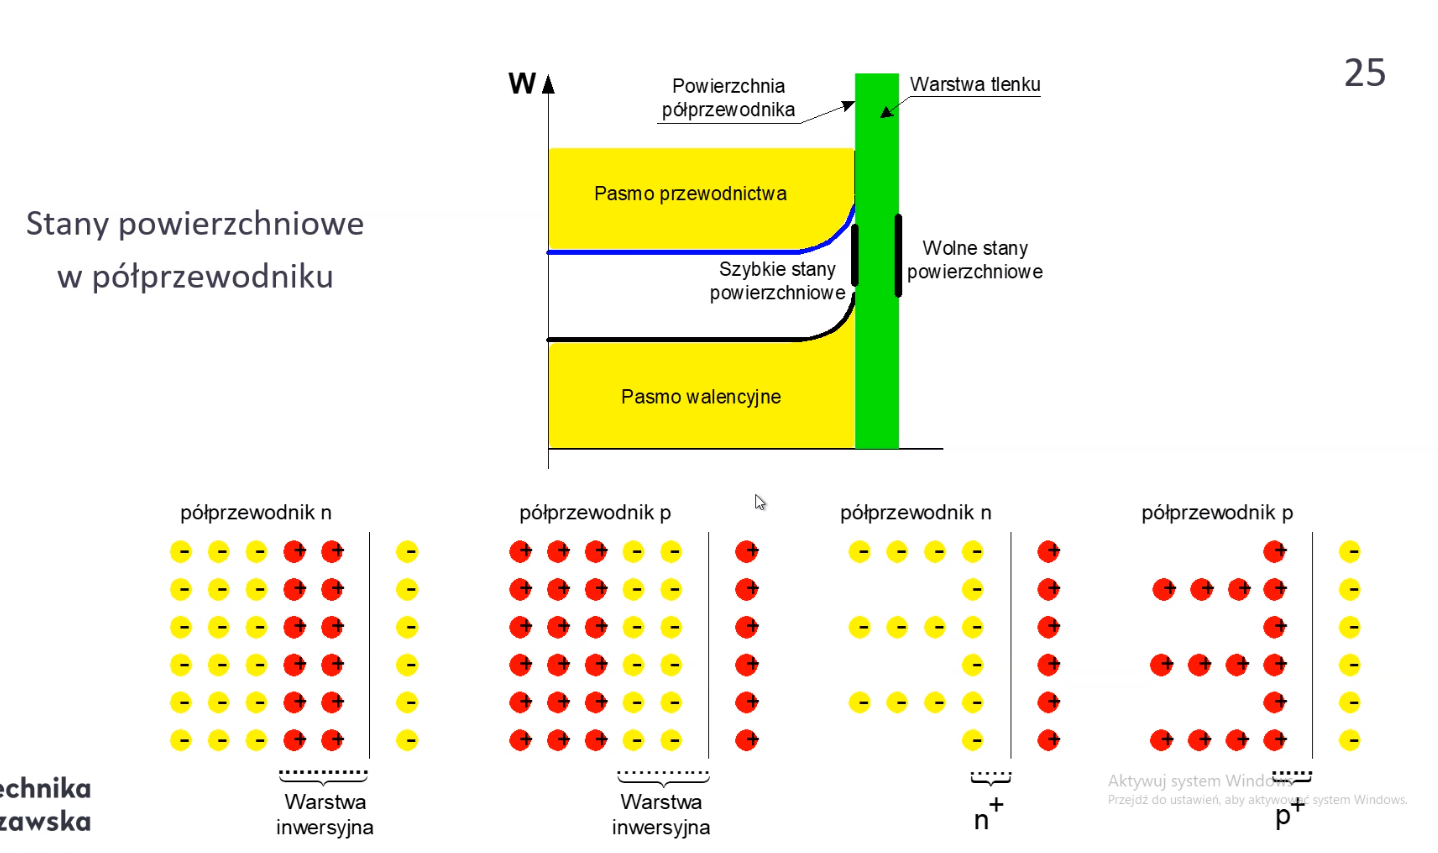 25
W
Powierzchnia
półprzewodnika
Warstwa tlenku
Pasmo przewodnictwa
Stany powierzchniowe
w półprzewodniku
Wolne stany
powierzchniowe
Szybkie stany
powierzchniowe
Pasmo walencyjne
półprzewodnik n
półprzewodnik p
półprzewodnik n
półprzewodnik p
Warstwa
inwersyjna
Warstwa
inwersyjna
n+
p+
Aktywuj system Windows
Przejdź do ustawień, aby aktywować system Windows.
echnika
zawska